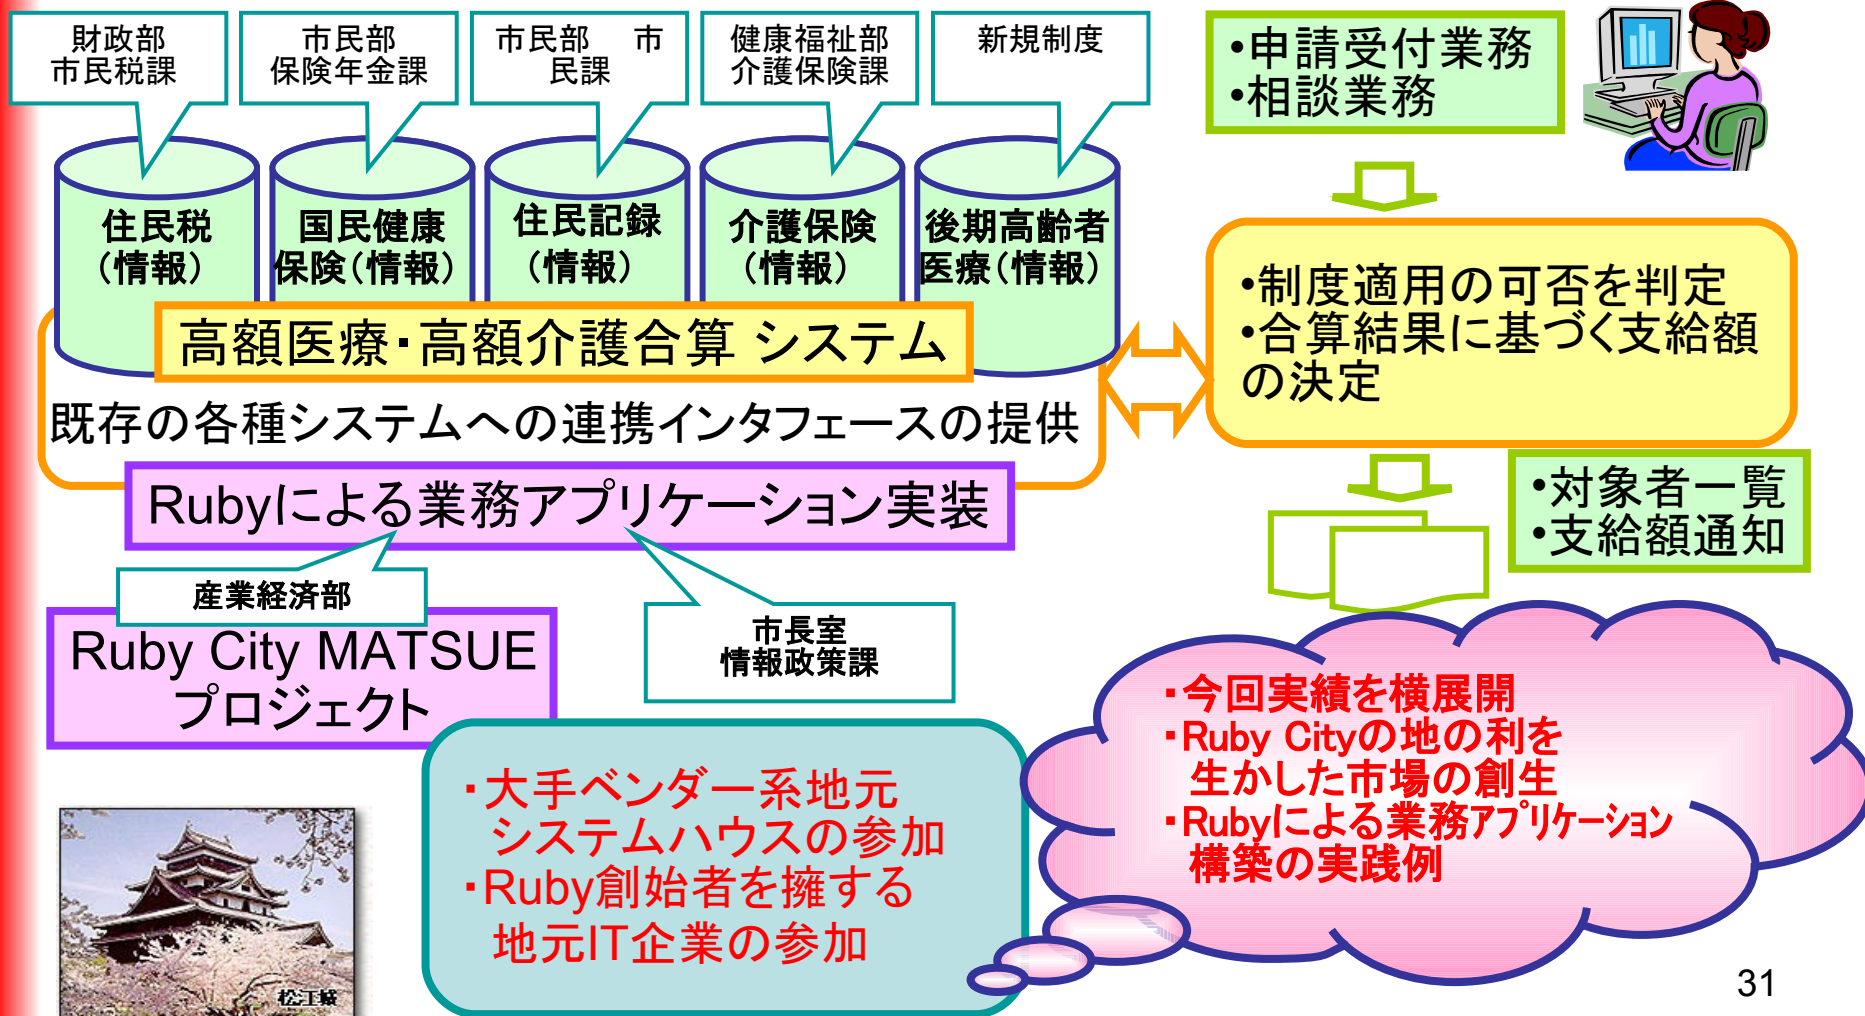 財政部
市民税課
市民部
保険年金課
市民部　市
民課
健康福祉部
介護保険課
新規制度
住民税
（情報）
国民健康
保険（情報）
住民記録
（情報）
介護保険
（情報）
後期高齢者
医療（情報）
高額医療・高額介護合算 システム
既存の各種システムへの連携インタフェースの提供
Rubyによる業務アプリケーション実装
産業経済部
市長室
情報政策課
Ruby City MATSUE
プロジェクト
・大手ベンダー系地元
システムハウスの参加
・Ruby創始者を擁する
地元IT企業の参加
松江城
•申請受付業務
•相談業務
•制度適用の可否を判定
•合算結果に基づく支給額
の決定
•対象者一覧
•支給額通知
・今回実績を横展開
・Ruby Cityの地の利を
生かした市場の創生
・Rubyによる業務ｱﾌﾟﾘｹｰｼｮﾝ
構築の実践例
31